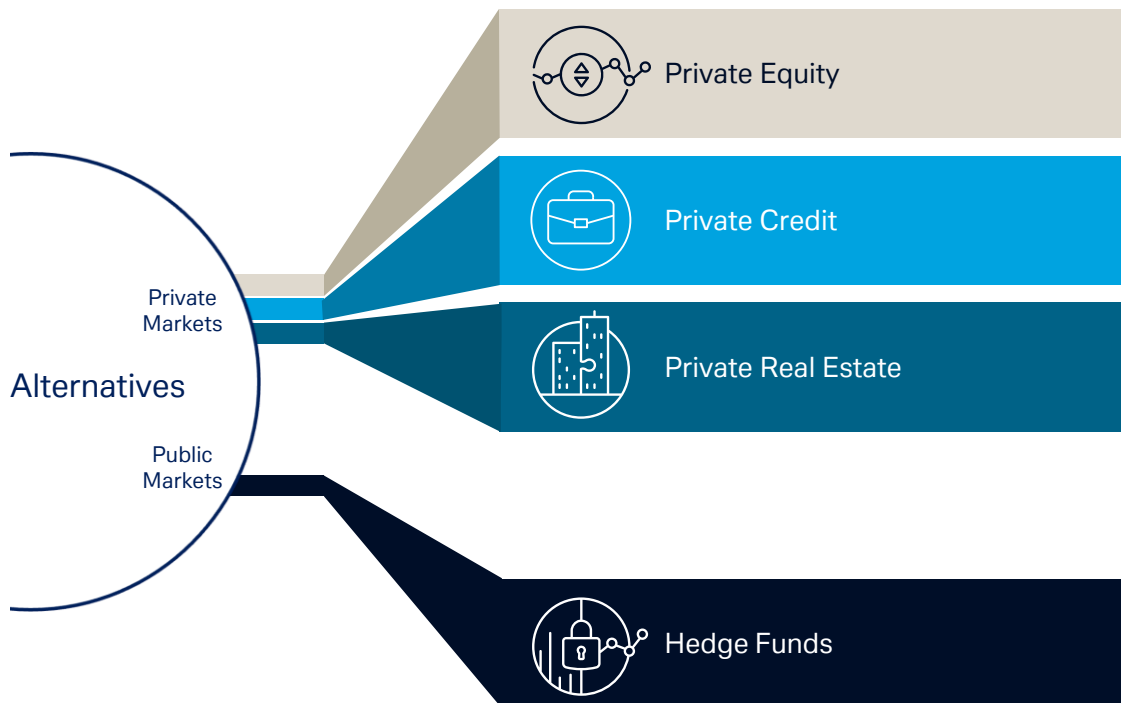 Alternatives
Private
Markets
Private Equity
Private Credit
Private Real Estate
Public
Markets
Hedge Funds